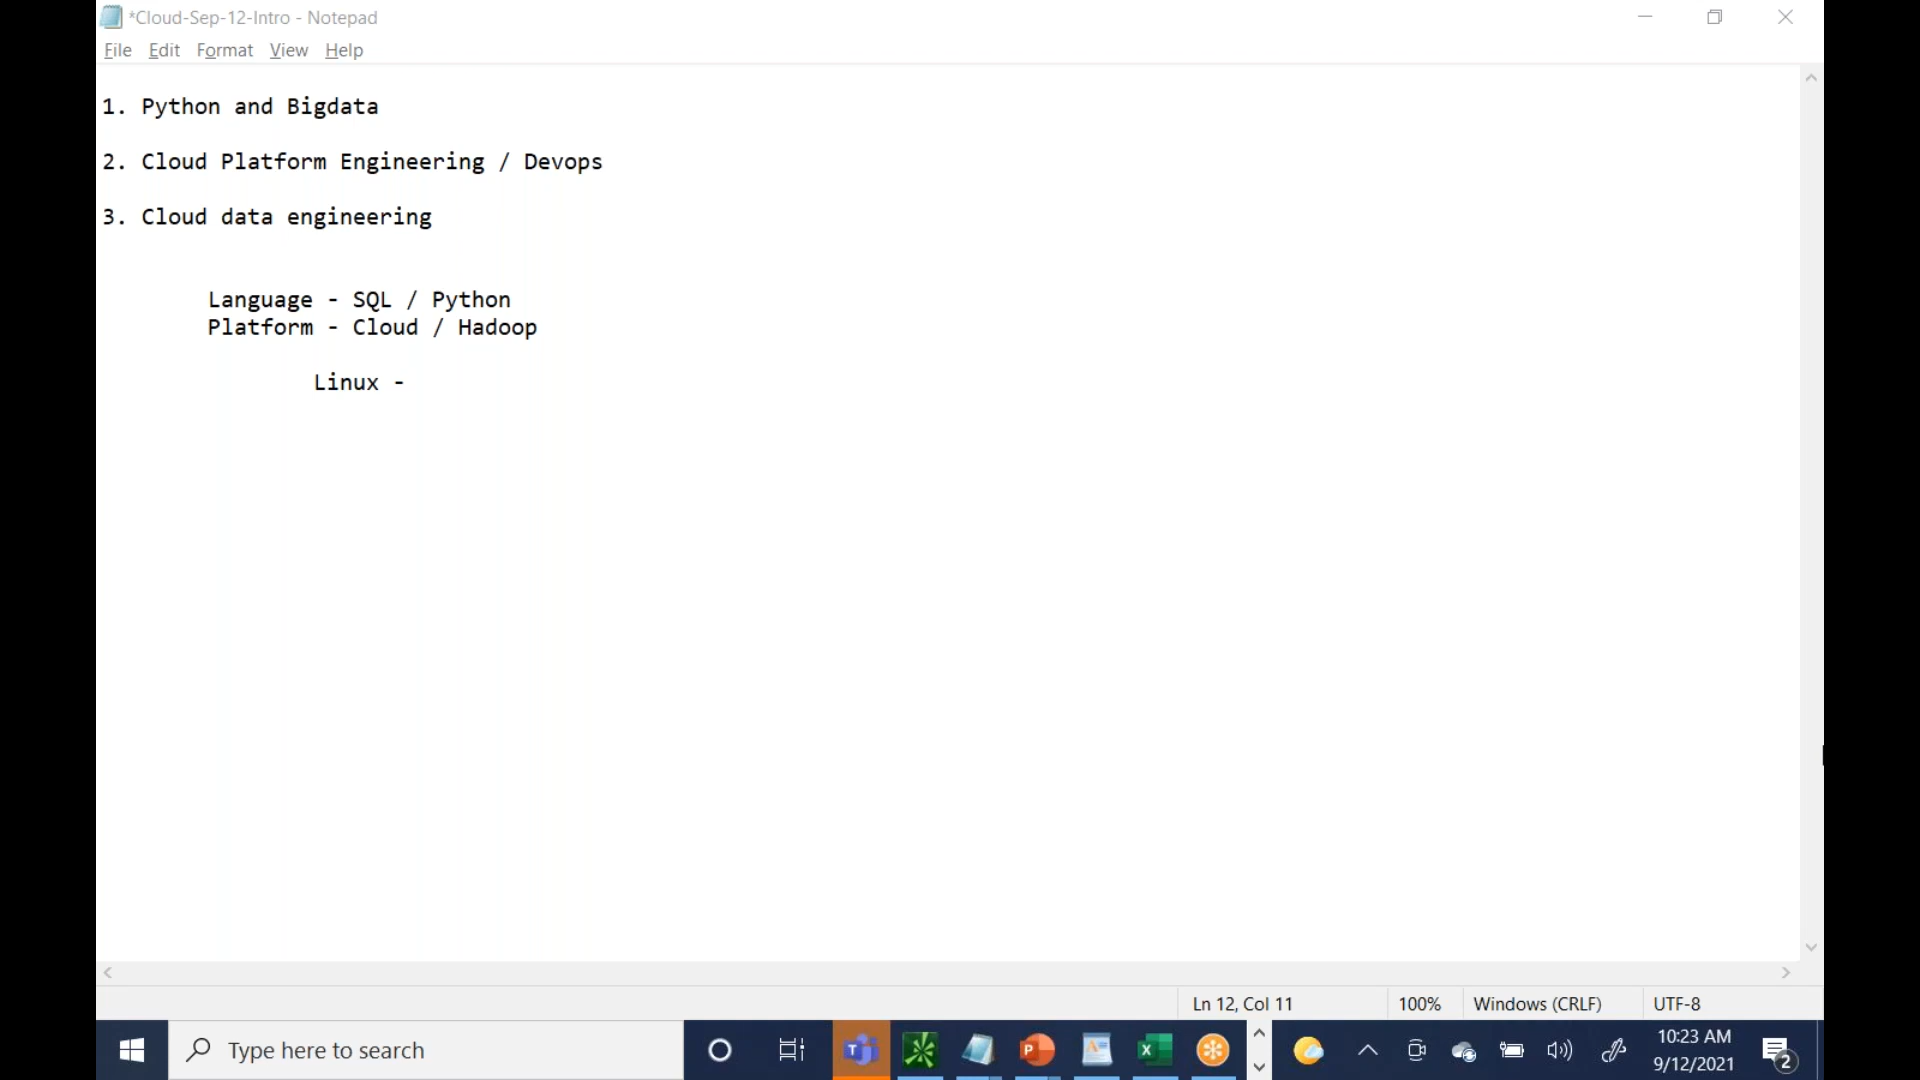 *Cloud-Sep-12-Intro - Notepad
File Edit Format View Help
1. Python and Bigdata
2. Cloud Platform Engineering / Devops
3. Cloud data engineering
Language - SQL / Python
Platform - Cloud / Hadoop
Linux -
Ln 12, Col 11 100% Windows (CRLF) UTF-8
Type here to search
10:23 AM
9/12/2021
2